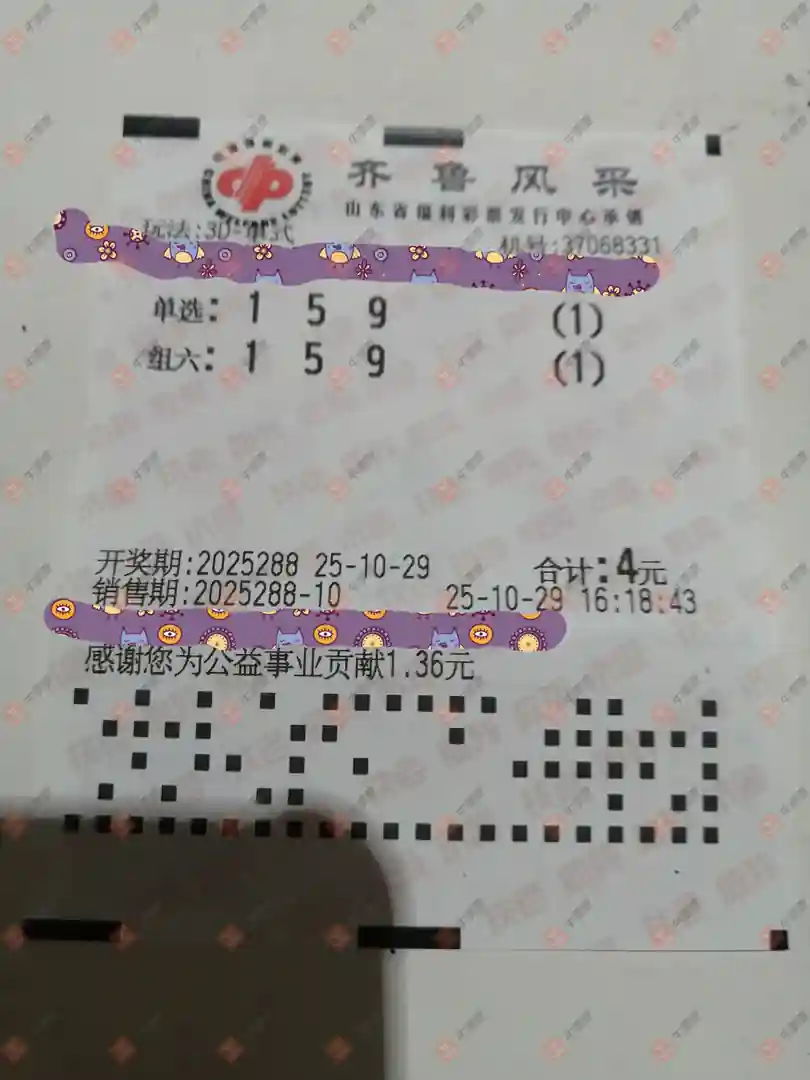 齐鲁风采
山东省福利彩票发行中心承销
玩法:3D-单式
机号:37068331
单选: 1 5 9 (1)
组六: 1 5 9 (1)
开奖期:2025288 25-10-29 合计:4元
销售期:2025288-10 25-10-29 16:18:43
感谢您为公益事业贡献1.36元